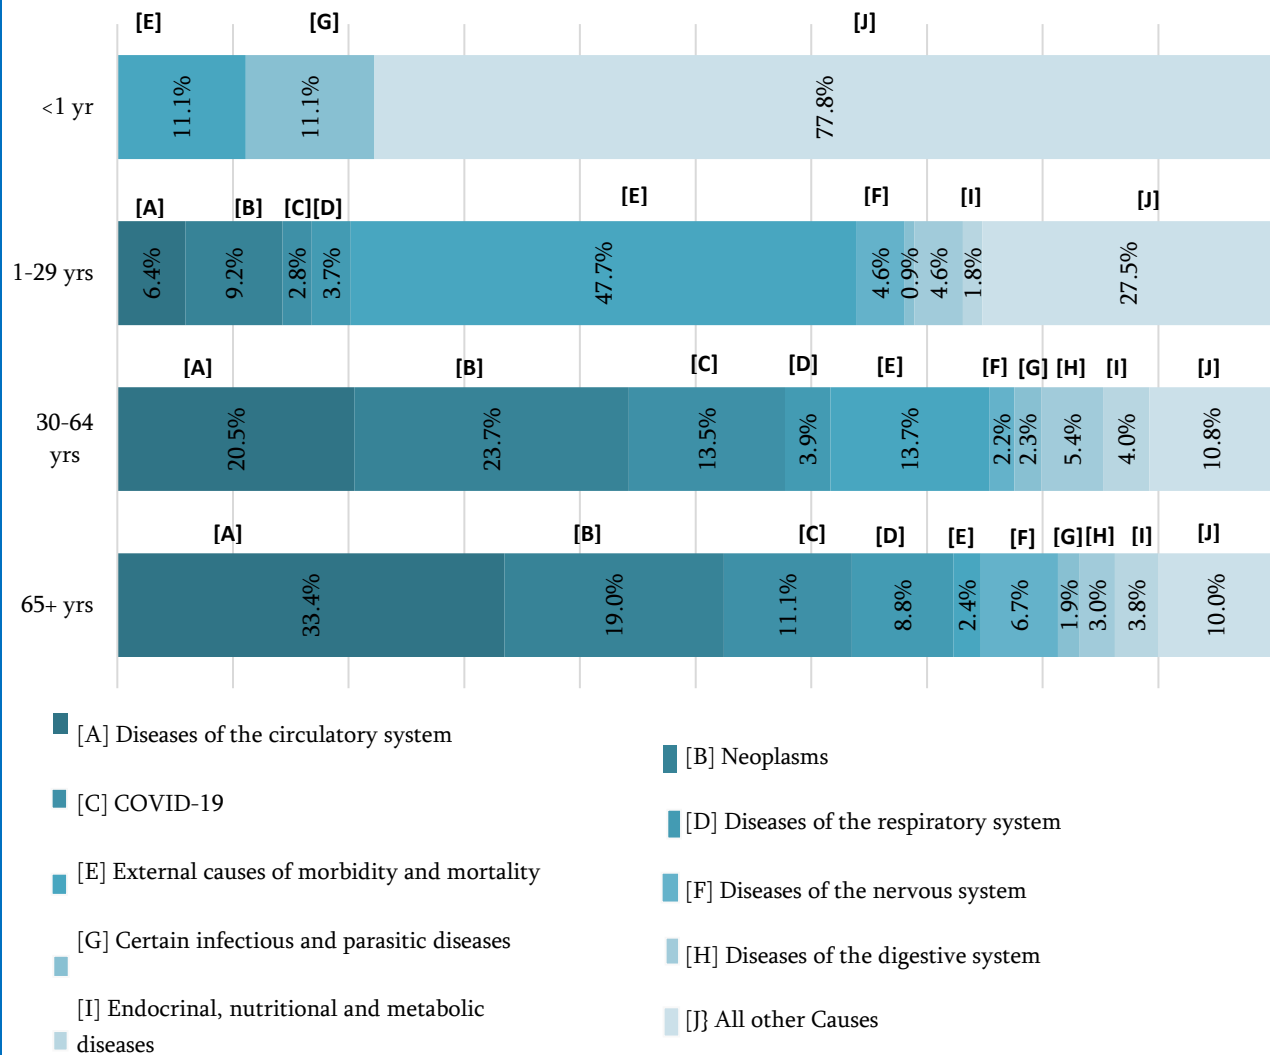 [E] [G] [J]
<1 yr
11.1% 11.1% 77.8%
[A] [B] [C] [D] [E] [F] [I] [J]
1-29 yrs
6.4% 9.2% 2.8% 3.7% 47.7% 4.6% 0.9% 4.6% 1.8% 27.5%
[A] [B] [C] [D] [E] [F] [G] [H] [I] [J]
30-64
yrs
20.5% 23.7% 13.5% 3.9% 13.7% 2.2% 2.3% 5.4% 4.0% 10.8%
[A] [B] [C] [D] [E] [F] [G] [H] [I] [J]
65+ yrs
33.4% 19.0% 11.1% 8.8% 2.4% 6.7% 1.9% 3.0% 3.8% 10.0%
[A] Diseases of the circulatory system
[B] Neoplasms
[C] COVID-19
[D] Diseases of the respiratory system
[E] External causes of morbidity and mortality
[F] Diseases of the nervous system
[G] Certain infectious and parasitic diseases
[H] Diseases of the digestive system
[I] Endocrinal, nutritional and metabolic
diseases
[J} All other Causes